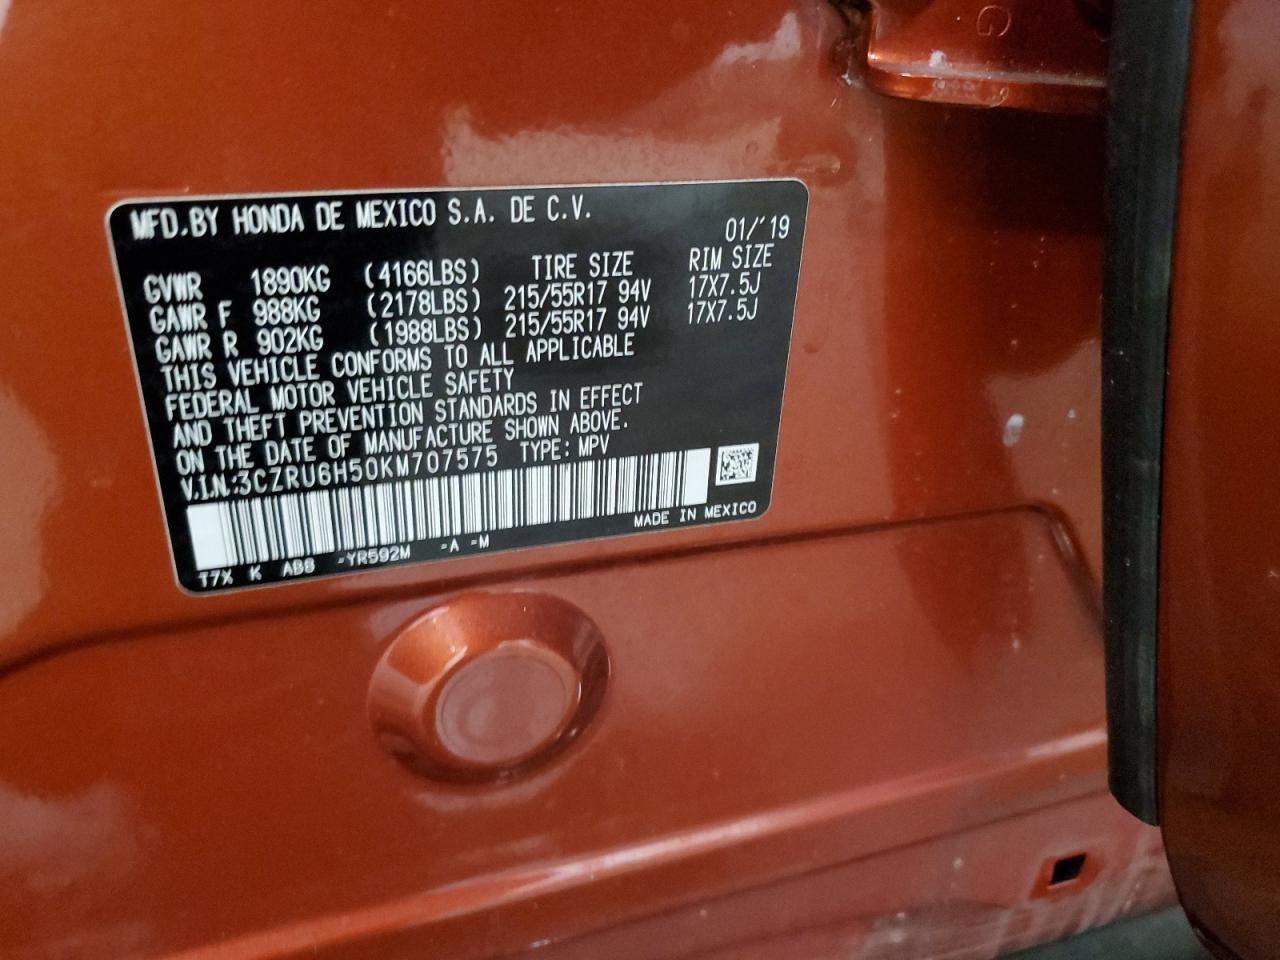 MFD.BY HONDA DE MEXICO S.A. DE C.V.
01/'19
GVWR 1890KG (4166LBS) TIRE SIZE RIM SIZE
GAWR F 988KG (2178LBS) 215/55R17 94V 17X7.5J
GAWR R 902KG (1988LBS) 215/55R17 94V 17X7.5J
THIS VEHICLE CONFORMS TO ALL APPLICABLE
FEDERAL MOTOR VEHICLE SAFETY
AND THEFT PREVENTION STANDARDS IN EFFECT
ON THE DATE OF MANUFACTURE SHOWN ABOVE.
V.I.N.:3CZRU6H50KM707575 TYPE: MPV
MADE IN MEXICO
T7X K AB8 -YR592M -A -M
G